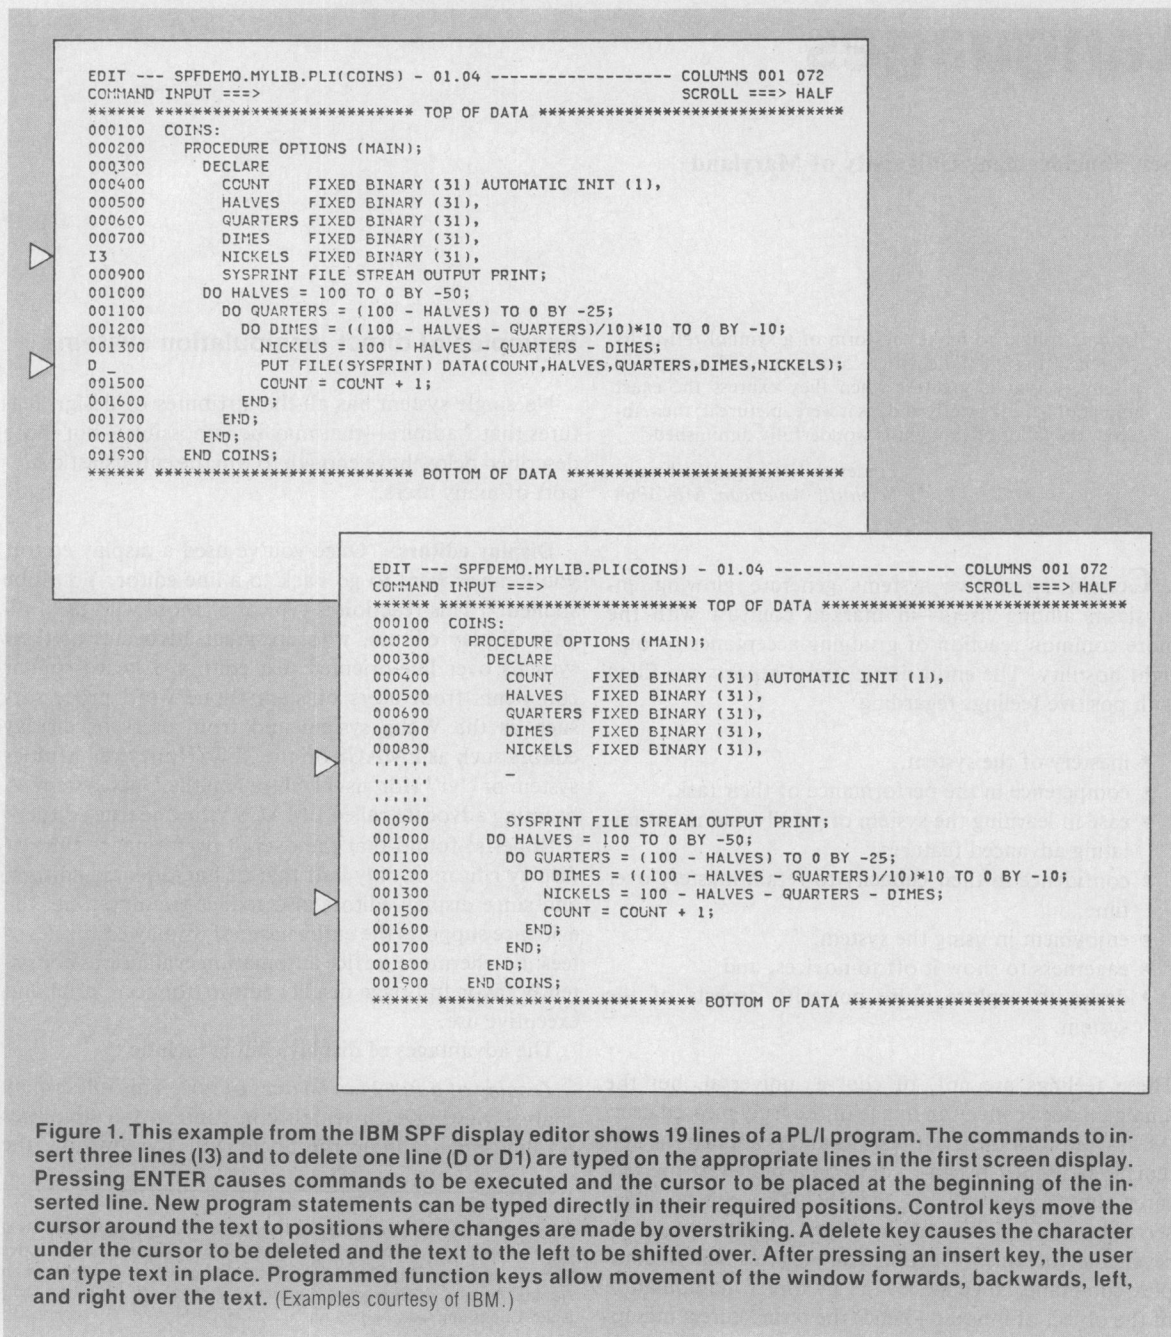 EDIT --- SPFDEMO.MYLIB.PLI(COINS) - 01.04 ------------------- COLUMNS 001 072
COMMAND INPUT ===> SCROLL ===> HALF
****** *************************** TOP OF DATA ********************************
000100 COINS:
000200 PROCEDURE OPTIONS (MAIN);
000300 DECLARE
000400 COUNT FIXED BINARY (31) AUTOMATIC INIT (1),
000500 HALVES FIXED BINARY (31),
000600 QUARTERS FIXED BINARY (31),
000700 DIMES FIXED BINARY (31),
I3 NICKELS FIXED BINARY (31),
000900 SYSPRINT FILE STREAM OUTPUT PRINT;
001000 DO HALVES = 100 TO 0 BY -50;
001100 DO QUARTERS = (100 - HALVES) TO 0 BY -25;
001200 DO DIMES = ((100 - HALVES - QUARTERS)/10)*10 TO 0 BY -10;
001300 NICKELS = 100 - HALVES - QUARTERS - DIMES;
D _ PUT FILE(SYSPRINT) DATA(COUNT,HALVES,QUARTERS,DIMES,NICKELS);
001500 COUNT = COUNT + 1;
001600 END;
001700 END;
001800 END;
001900 END COINS;
****** *************************** BOTTOM OF DATA *****************************
EDIT --- SPFDEMO.MYLIB.PLI(COINS) - 01.04 ------------------- COLUMNS 001 072
COMMAND INPUT ===> SCROLL ===> HALF
****** *************************** TOP OF DATA ********************************
000100 COINS:
000200 PROCEDURE OPTIONS (MAIN);
000300 DECLARE
000400 COUNT FIXED BINARY (31) AUTOMATIC INIT (1),
000500 HALVES FIXED BINARY (31),
000600 QUARTERS FIXED BINARY (31),
000700 DIMES FIXED BINARY (31),
000800 NICKELS FIXED BINARY (31),
'''''' _
''''''
''''''
000900 SYSPRINT FILE STREAM OUTPUT PRINT;
001000 DO HALVES = 100 TO 0 BY -50;
001100 DO QUARTERS = (100 - HALVES) TO 0 BY -25;
001200 DO DIMES = ((100 - HALVES - QUARTERS)/10)*10 TO 0 BY -10;
001300 NICKELS = 100 - HALVES - QUARTERS - DIMES;
001500 COUNT = COUNT + 1;
001600 END;
001700 END;
001800 END;
001900 END COINS;
****** *************************** BOTTOM OF DATA *****************************
Figure 1. This example from the IBM SPF display editor shows 19 lines of a PL/I program. The commands to in-
sert three lines (I3) and to delete one line (D or D1) are typed on the appropriate lines in the first screen display.
Pressing ENTER causes commands to be executed and the cursor to be placed at the beginning of the in-
serted line. New program statements can be typed directly in their required positions. Control keys move the
cursor around the text to positions where changes are made by overstriking. A delete key causes the character
under the cursor to be deleted and the text to the left to be shifted over. After pressing an insert key, the user
can type text in place. Programmed function keys allow movement of the window forwards, backwards, left,
and right over the text. (Examples courtesy of IBM.)